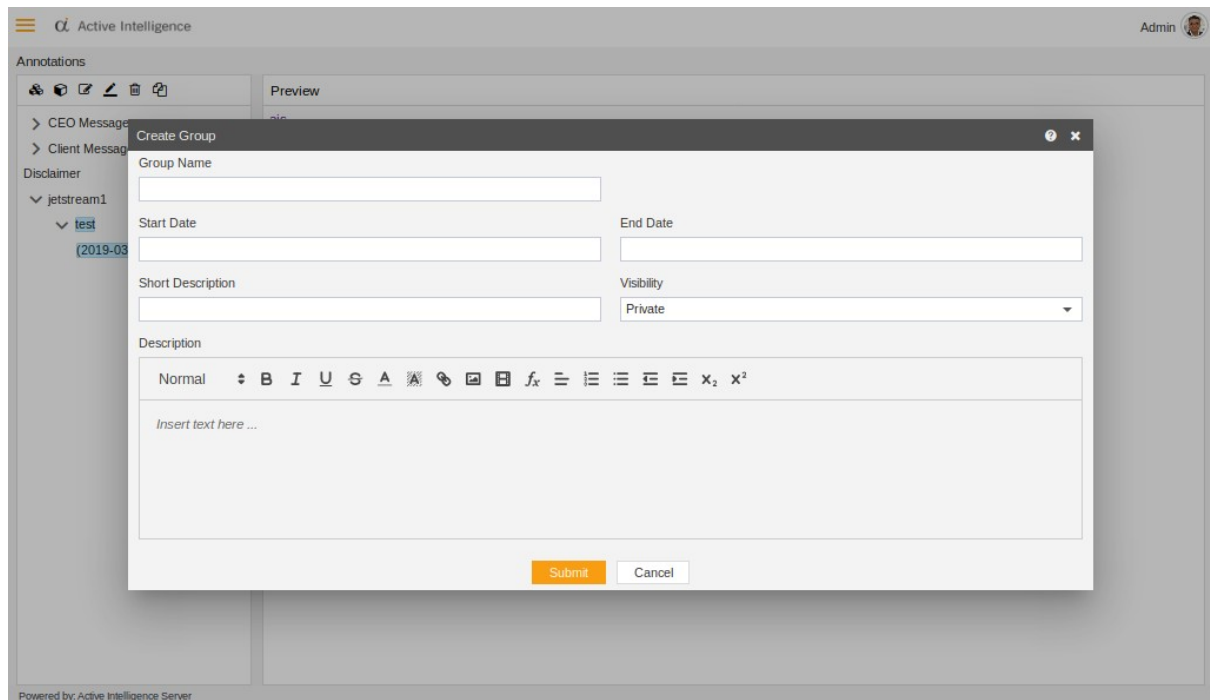 Active Intelligence
Admin
Annotations
Preview
CEO Message
Client Messag
Disclaimer
jetstream1
test
(2019-03
Create Group
Group Name
Start Date
End Date
Short Description
Visibility
Private
Description
Normal
Insert text here ...
Submit
Cancel
Powered by: Active Intelligence Server